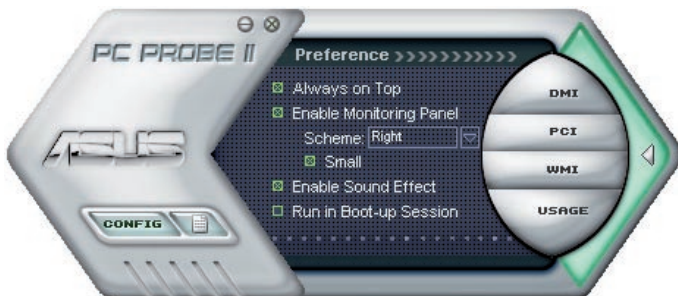 PC PROBE II
Preference
Always on Top
Enable Monitoring Panel
Scheme: Right
Small
Enable Sound Effect
Run in Boot-up Session
ASUS
CONFIG
DMI
PCI
WMI
USAGE